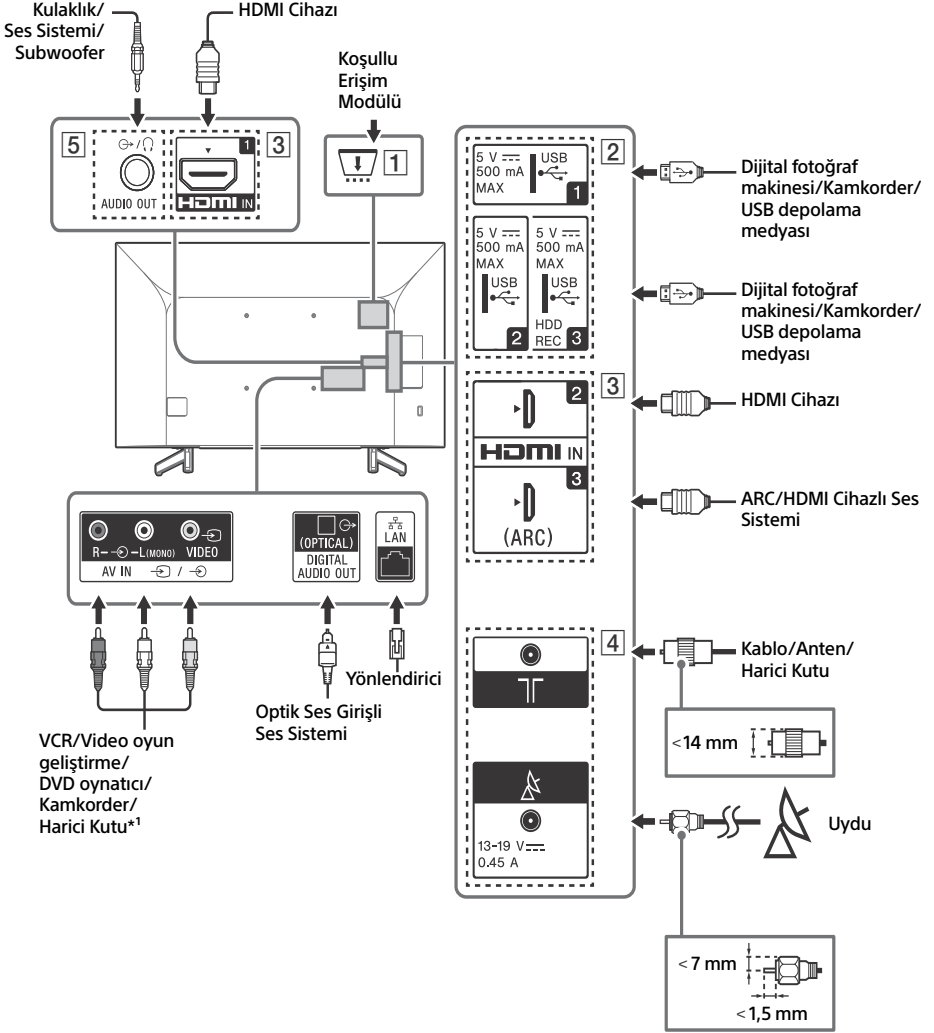 Kulaklık/
Ses Sistemi/
Subwoofer
HDMI Cihazı
Koşullu
Erişim
Modülü
5
AUDIO OUT
1
HDMI IN
3
1
5 V
500 mA
MAX
USB
1
2
Dijital fotoğraf
makinesi/Kamkorder/
USB depolama
medyası
5 V
500 mA
MAX
USB
2
5 V
500 mA
MAX
USB
HDD
REC 3
Dijital fotoğraf
makinesi/Kamkorder/
USB depolama
medyası
3
2
HDMI IN
3
(ARC)
HDMI Cihazı
ARC/HDMI Cihazlı Ses
Sistemi
R- -L(MONO) VIDEO
AV IN /
(OPTICAL)
DIGITAL
AUDIO OUT
LAN
VCR/Video oyun
geliştirme/
DVD oynatıcı/
Kamkorder/
Harici Kutu*1
Optik Ses Girişli
Ses Sistemi
Yönlendirici
4
Kablo/Anten/
Harici Kutu
<14 mm
13-19 V
0.45 A
Uydu
<7 mm
<1,5 mm